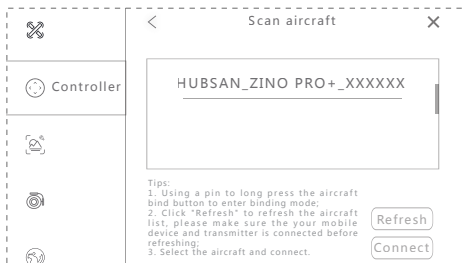 Scan aircraft
Controller
HUBSAN_ZINO PRO+_XXXXXX
Tips:
1. Using a pin to long press the aircraft
bind button to enter binding mode;
2. Click "Refresh" to refresh the aircraft
list, please make sure the your mobile
device and transmitter is connected before
refreshing;
3. Select the aircraft and connect.
Refresh
Connect